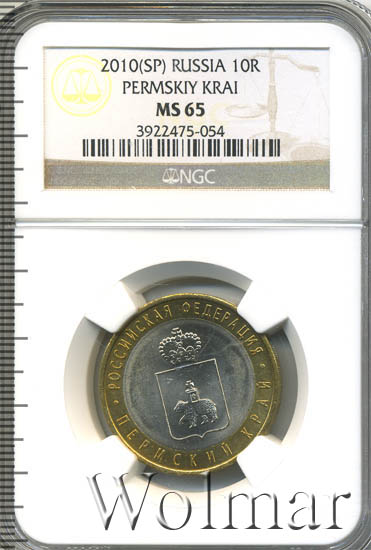 2010(SP) RUSSIA 10R
PERMSKIY KRAI
MS 65
3922475-054
NGC
РОССИЙСКАЯ ФЕДЕРАЦИЯ
ПЕРМСКИЙ КРАЙ
Wolmar